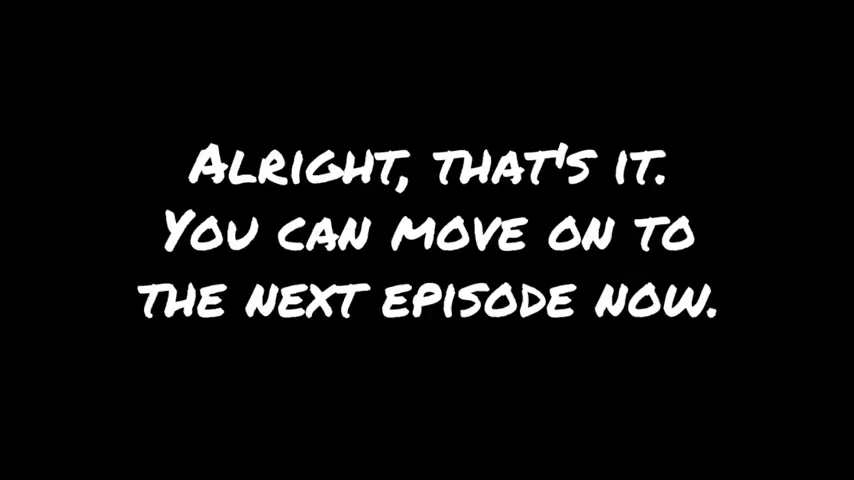 Alright, that's it.
You can move on to
the next episode now.